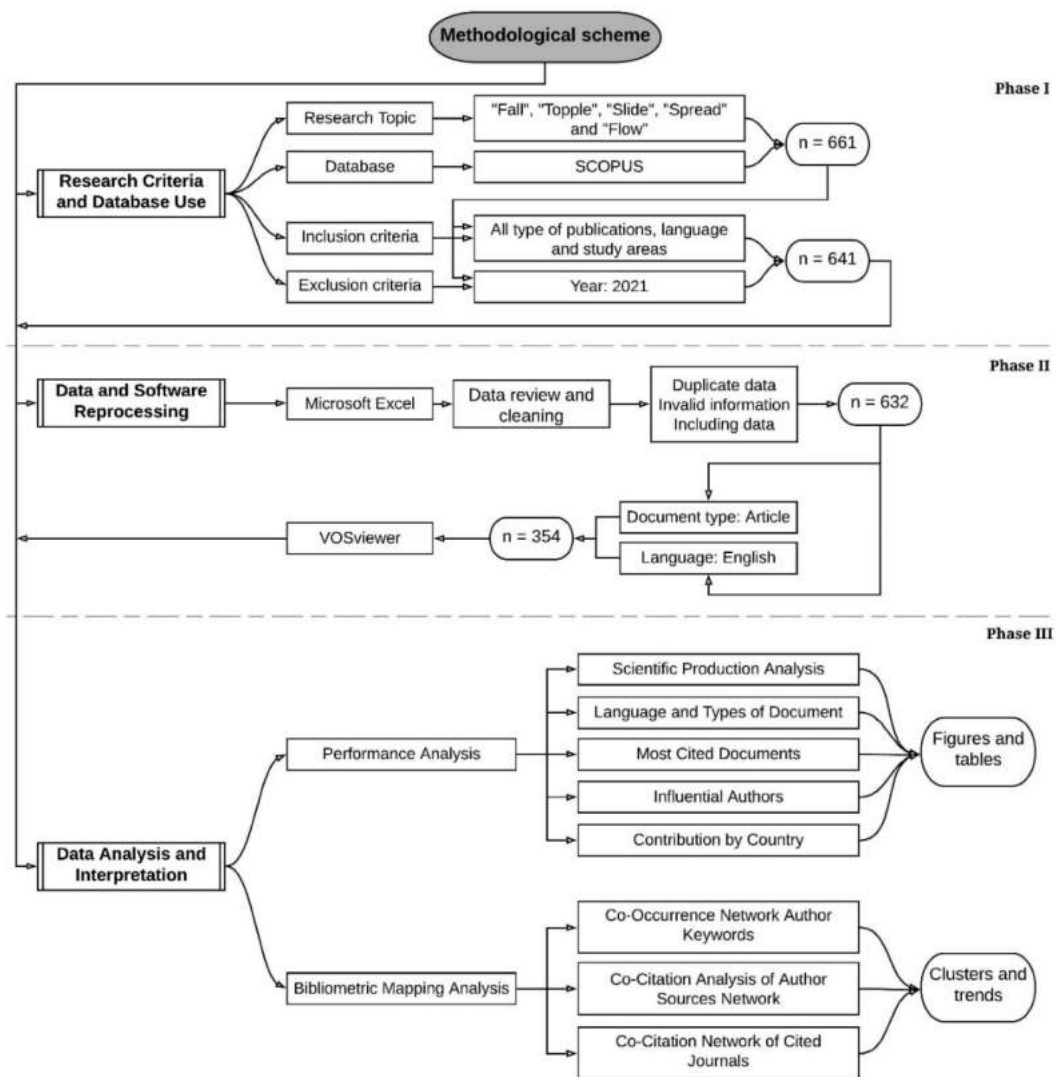 Methodological scheme
Phase I
Research Criteria
and Database Use
Research Topic
"Fall", "Topple", "Slide", "Spread"
and "Flow"
Database
SCOPUS
n = 661
Inclusion criteria
All type of publications, language
and study areas
Exclusion criteria
Year: 2021
n = 641
Phase II
Data and Software
Reprocessing
Microsoft Excel
Data review and
cleaning
Duplicate data
Invalid information
Including data
n = 632
Document type: Article
Language: English
n = 354
VOSviewer
Phase III
Data Analysis and
Interpretation
Performance Analysis
Scientific Production Analysis
Language and Types of Document
Most Cited Documents
Influential Authors
Contribution by Country
Figures and
tables
Bibliometric Mapping Analysis
Co-Occurrence Network Author
Keywords
Co-Citation Analysis of Author
Sources Network
Co-Citation Network of Cited
Journals
Clusters and
trends